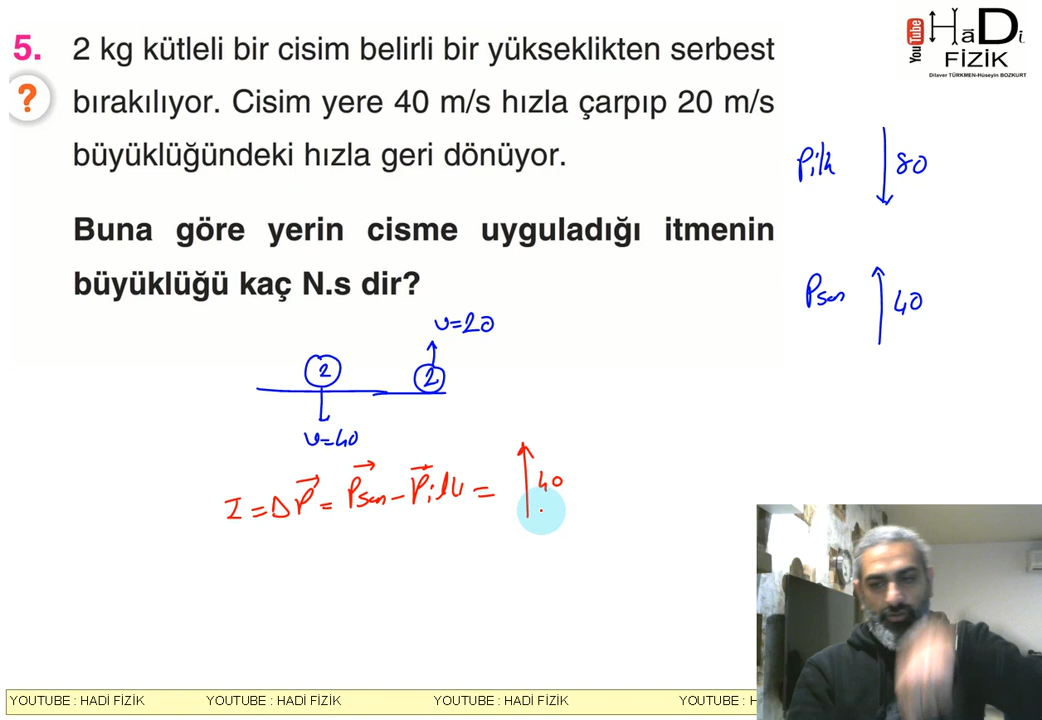 5. 2 kg kütleli bir cisim belirli bir yükseklikten serbest
? bırakılıyor. Cisim yere 40 m/s hızla çarpıp 20 m/s
büyüklüğündeki hızla geri dönüyor.
Buna göre yerin cisme uyguladığı itmenin
büyüklüğü kaç N.s dir?
YouTube HaDi
FİZİK
Dilaver TÜRKMEN-Hüseyin BOZKURT
Pilk 80
Pson 40
υ=20
2 2
υ=40
I = ΔP = Pson - Pilk = 40
YOUTUBE : HADİ FİZİK YOUTUBE : HADİ FİZİK YOUTUBE : HADİ FİZİK YOUTUBE : H